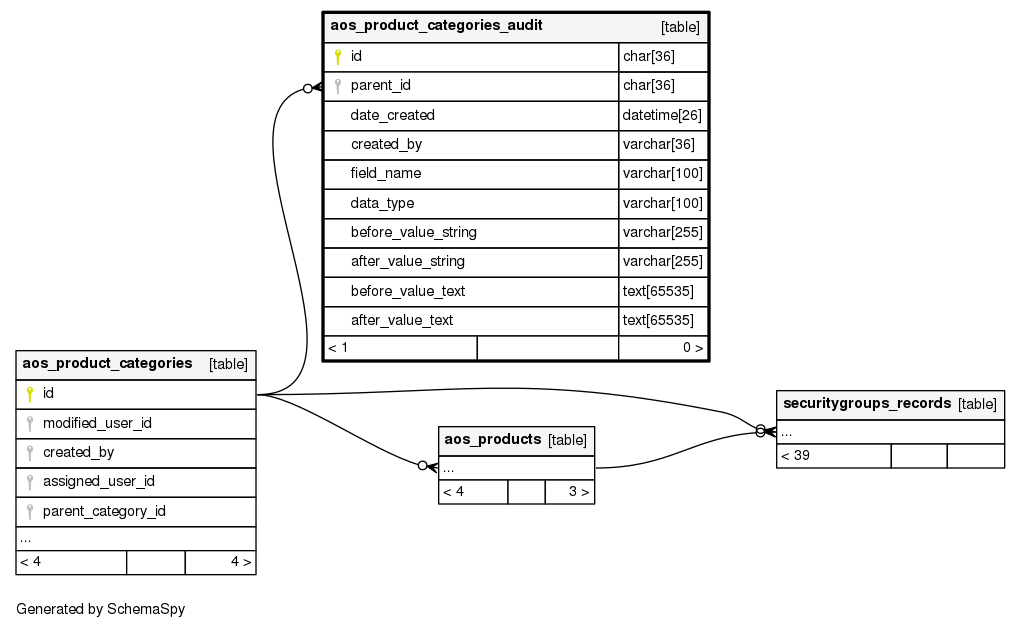 aos_product_categories_audit [table]
id char[36]
parent_id char[36]
date_created datetime[26]
created_by varchar[36]
field_name varchar[100]
data_type varchar[100]
before_value_string varchar[255]
after_value_string varchar[255]
before_value_text text[65535]
after_value_text text[65535]
< 1 0 >
aos_product_categories [table]
id
modified_user_id
created_by
assigned_user_id
parent_category_id
...
< 4 4 >
aos_products [table]
...
< 4 3 >
securitygroups_records [table]
...
< 39
Generated by SchemaSpy